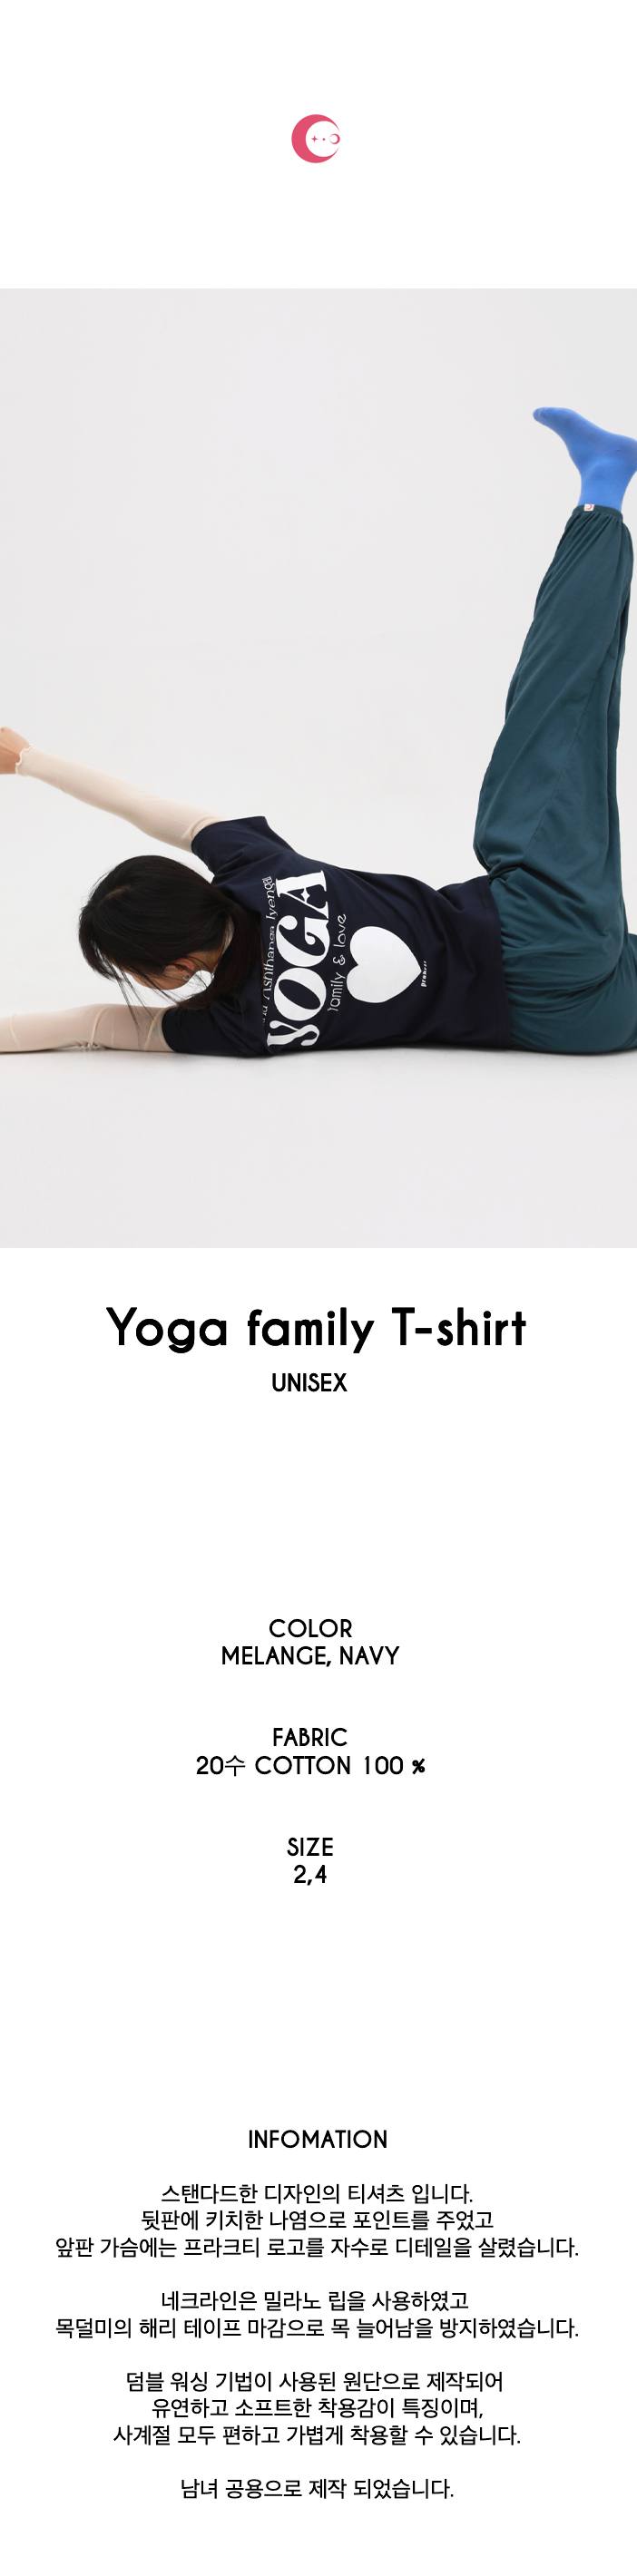 Ashthanga Iyengar
YOGA
family & love
Yoga family T-shirt
UNISEX
COLOR
MELANGE, NAVY
FABRIC
20수 COTTON 100 %
SIZE
2,4
INFOMATION
스탠다드한 디자인의 티셔츠 입니다.
뒷판에 키치한 나염으로 포인트를 주었고
앞판 가슴에는 프라크티 로고를 자수로 디테일을 살렸습니다.
네크라인은 밀라노 립을 사용하였고
목덜미의 해리 테이프 마감으로 목 늘어남을 방지하였습니다.
덤블 워싱 기법이 사용된 원단으로 제작되어
유연하고 소프트한 착용감이 특징이며,
사계절 모두 편하고 가볍게 착용할 수 있습니다.
남녀 공용으로 제작 되었습니다.